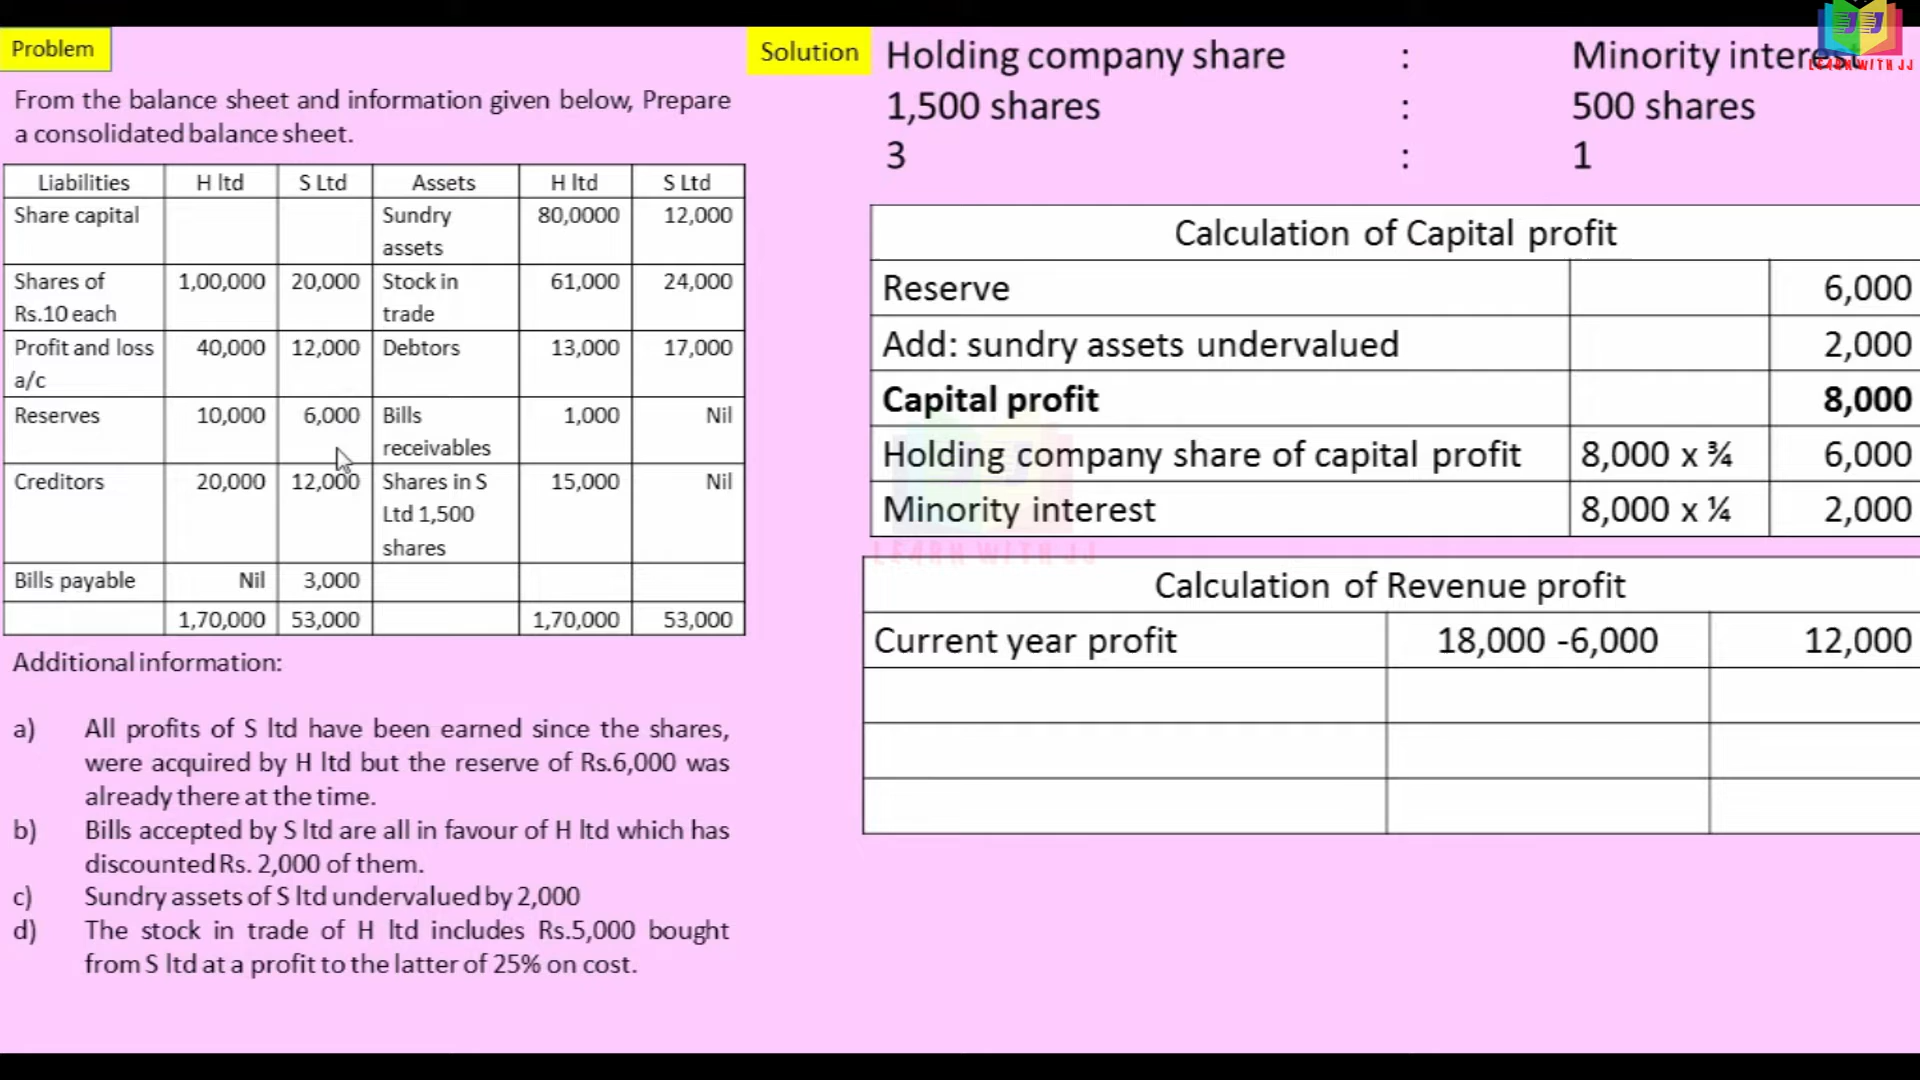 Problem
From the balance sheet and information given below, Prepare
a consolidated balance sheet.
Liabilities H ltd S Ltd Assets H ltd S Ltd
Share capital Sundry assets 80,0000 12,000
Shares of Rs.10 each 1,00,000 20,000 Stock in trade 61,000 24,000
Profit and loss a/c 40,000 12,000 Debtors 13,000 17,000
Reserves 10,000 6,000 Bills receivables 1,000 Nil
Creditors 20,000 12,000 Shares in S Ltd 1,500 shares 15,000 Nil
Bills payable Nil 3,000
1,70,000 53,000 1,70,000 53,000
Additional information:
a) All profits of S ltd have been earned since the shares,
were acquired by H ltd but the reserve of Rs.6,000 was
already there at the time.
b) Bills accepted by S ltd are all in favour of H ltd which has
discounted Rs. 2,000 of them.
c) Sundry assets of S ltd undervalued by 2,000
d) The stock in trade of H ltd includes Rs.5,000 bought
from S ltd at a profit to the latter of 25% on cost.
Solution
Holding company share : Minority interest
1,500 shares : 500 shares
3 : 1
Calculation of Capital profit
Reserve 6,000
Add: sundry assets undervalued 2,000
Capital profit 8,000
Holding company share of capital profit 8,000 x ¾ 6,000
Minority interest 8,000 x ¼ 2,000
LEARN WITH JJ
Calculation of Revenue profit
Current year profit 18,000 -6,000 12,000
JJ
LEARN WITH JJ